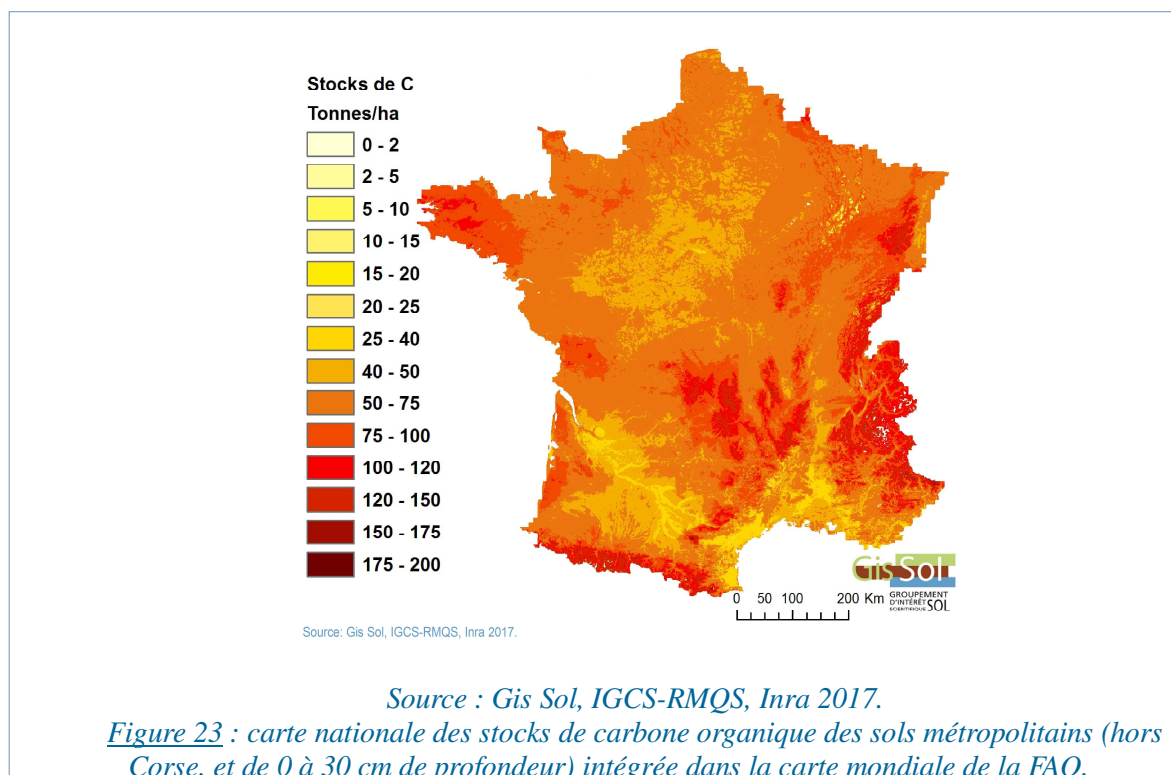 Stocks de C
Tonnes/ha
0 - 2
2 - 5
5 - 10
10 - 15
15 - 20
20 - 25
25 - 40
40 - 50
50 - 75
75 - 100
100 - 120
120 - 150
150 - 175
175 - 200
Gis Sol
GROUPEMENT
D'INTÉRÊT
SCIENTIFIQUE SOL
0 50 100 200 Km
Source: Gis Sol, IGCS-RMQS, Inra 2017.
Source : Gis Sol, IGCS-RMQS, Inra 2017.
Figure 23 : carte nationale des stocks de carbone organique des sols métropolitains (hors
Corse, et de 0 à 30 cm de profondeur) intégrée dans la carte mondiale de la FAO.